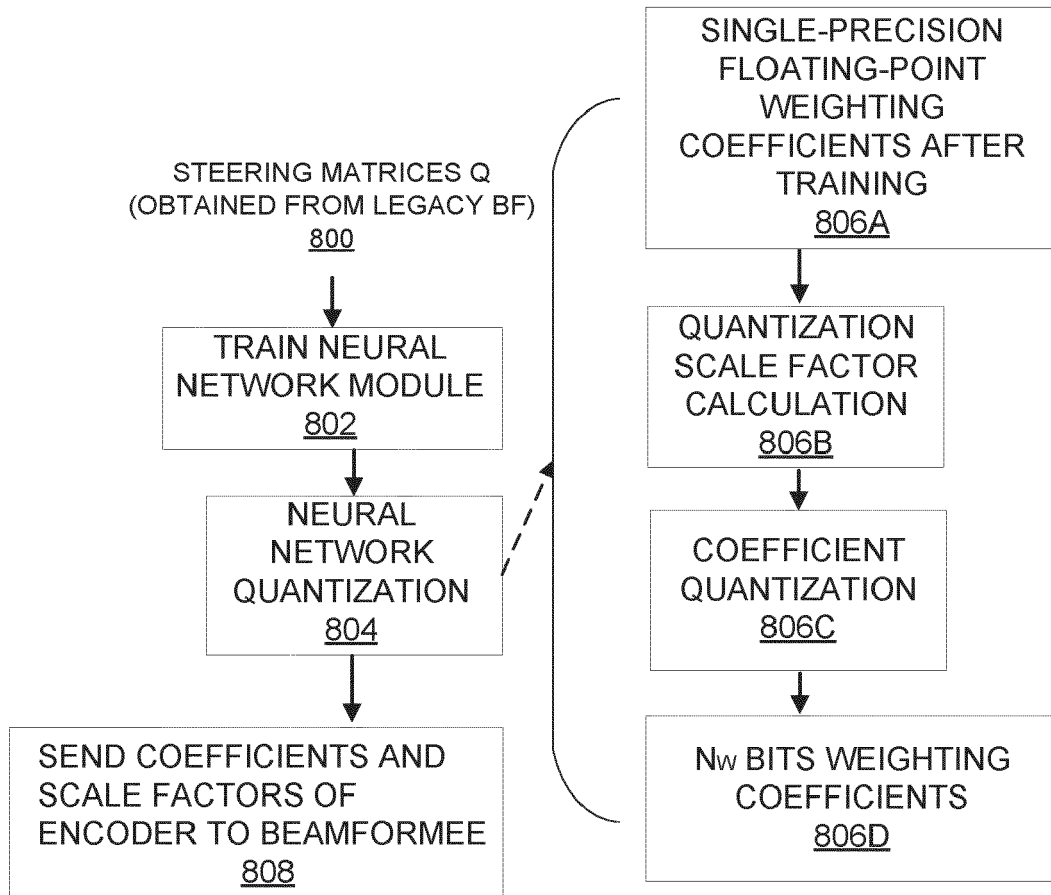 STEERING MATRICES Q
(OBTAINED FROM LEGACY BF)
800
TRAIN NEURAL
NETWORK MODULE
802
NEURAL
NETWORK
QUANTIZATION
804
SEND COEFFICIENTS AND
SCALE FACTORS OF
ENCODER TO BEAMFORMEE
808
SINGLE-PRECISION
FLOATING-POINT
WEIGHTING
COEFFICIENTS AFTER
TRAINING
806A
QUANTIZATION
SCALE FACTOR
CALCULATION
806B
COEFFICIENT
QUANTIZATION
806C
NW BITS WEIGHTING
COEFFICIENTS
806D